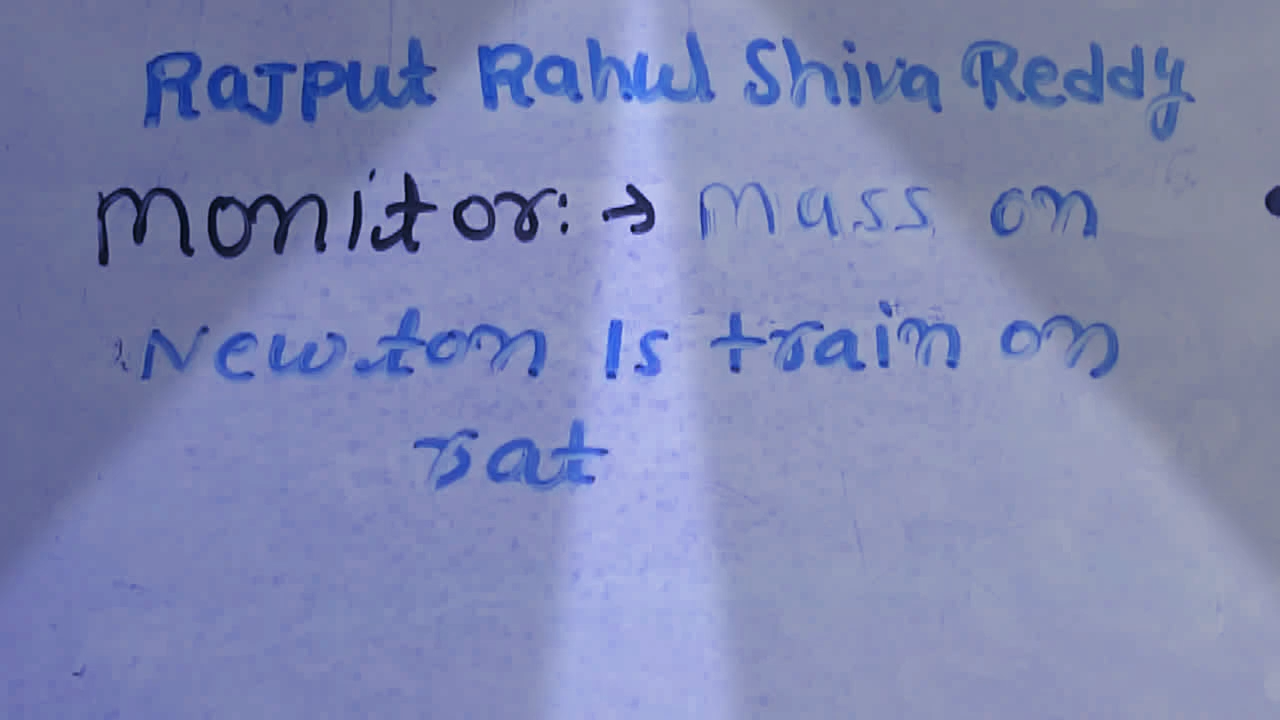 Rajput Rahul Shiva Reddy
Monitor: → Mass on
Newton Is train on
rat